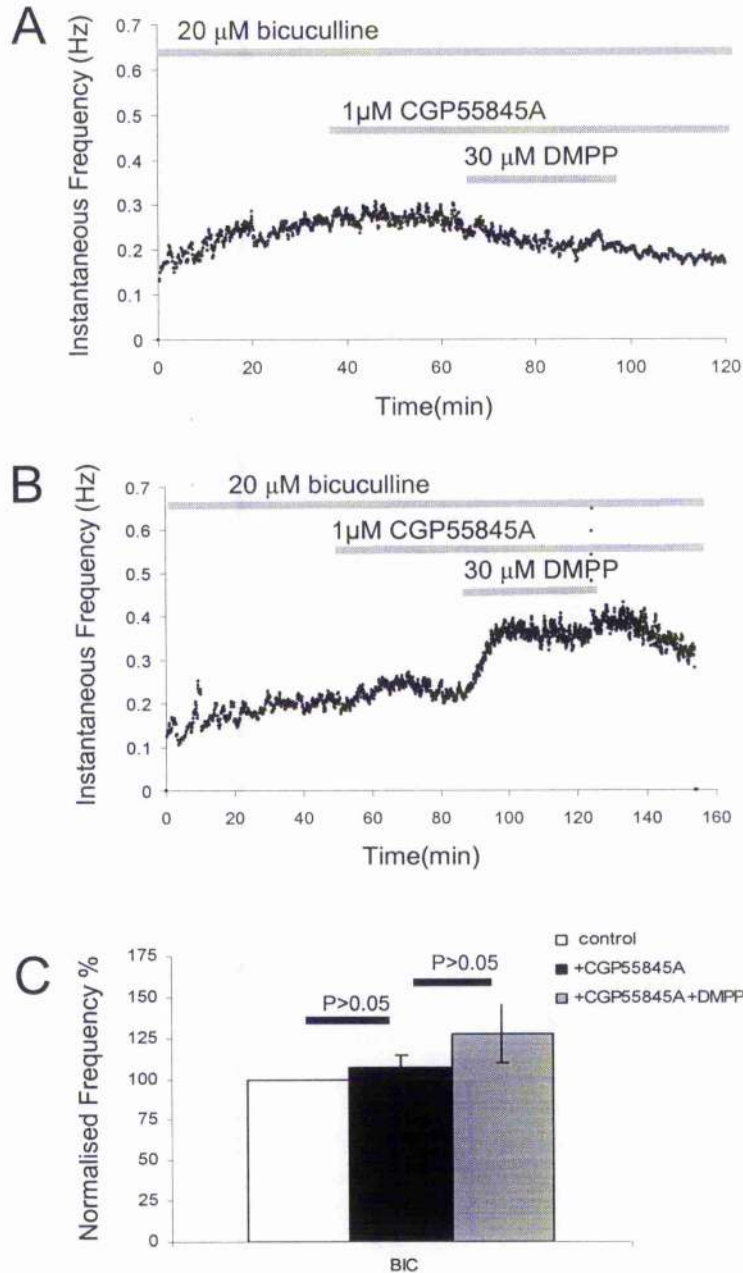 A
Instantaneous Frequency (Hz)
0.7
0.6
0.5
0.4
0.3
0.2
0.1
0
20 μM bicuculline
1μM CGP55845A
30 μM DMPP
0 20 40 60 80 100 120
Time(min)
B
Instantaneous Frequency (Hz)
0.7
0.6
0.5
0.4
0.3
0.2
0.1
0
20 μM bicuculline
1μM CGP55845A
30 μM DMPP
0 20 40 60 80 100 120 140 160
Time(min)
C
Normalised Frequency %
175
150
125
100
75
50
25
0
P>0.05
P>0.05
control
+CGP55845A
+CGP55845A+DMPP
BIC